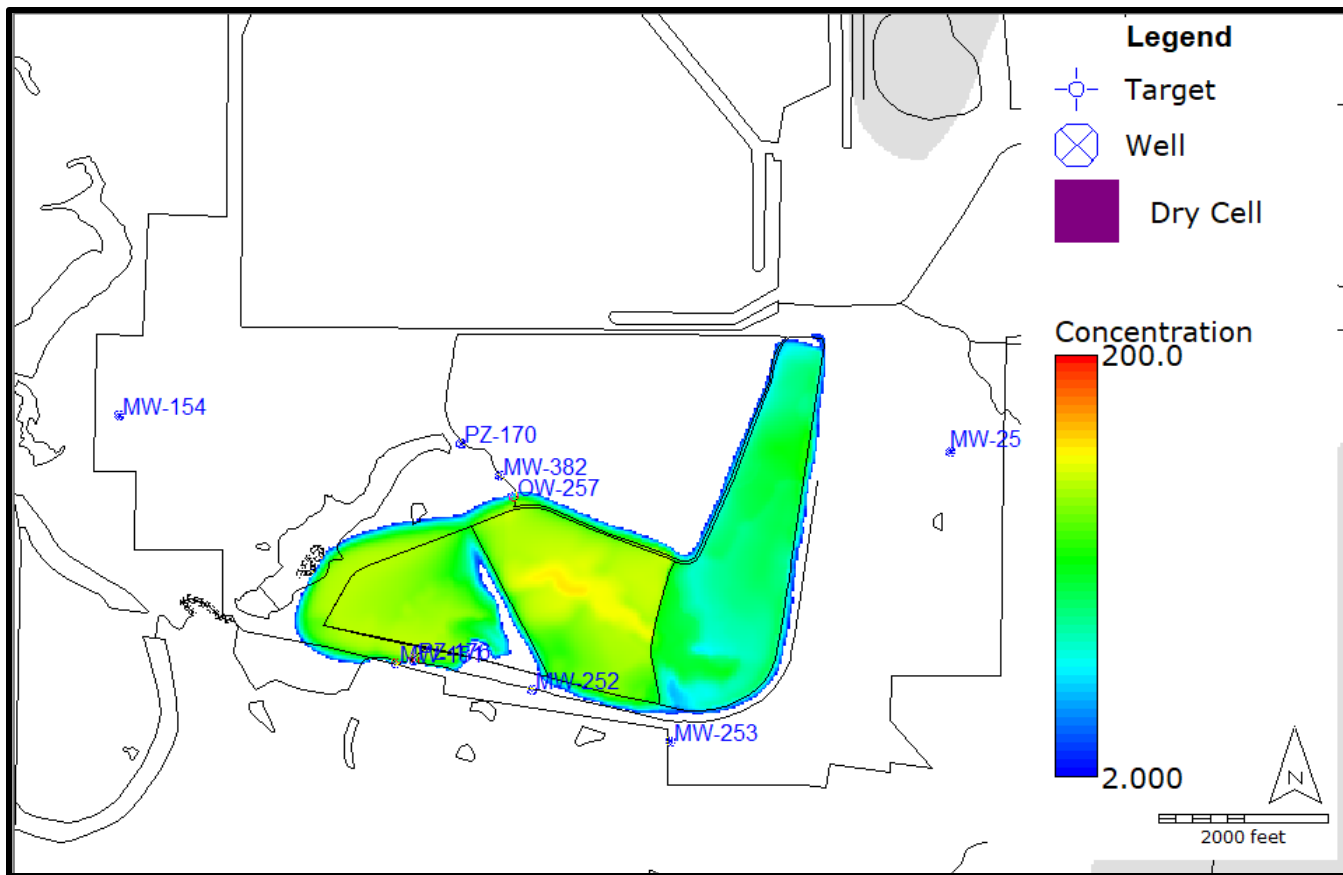 Legend
Target
Well
Dry Cell
Concentration
200.0
2.000
N
2000 feet
MW-154
PZ-170
MW-382
OW-257
MW-25
MW-252
MW-253